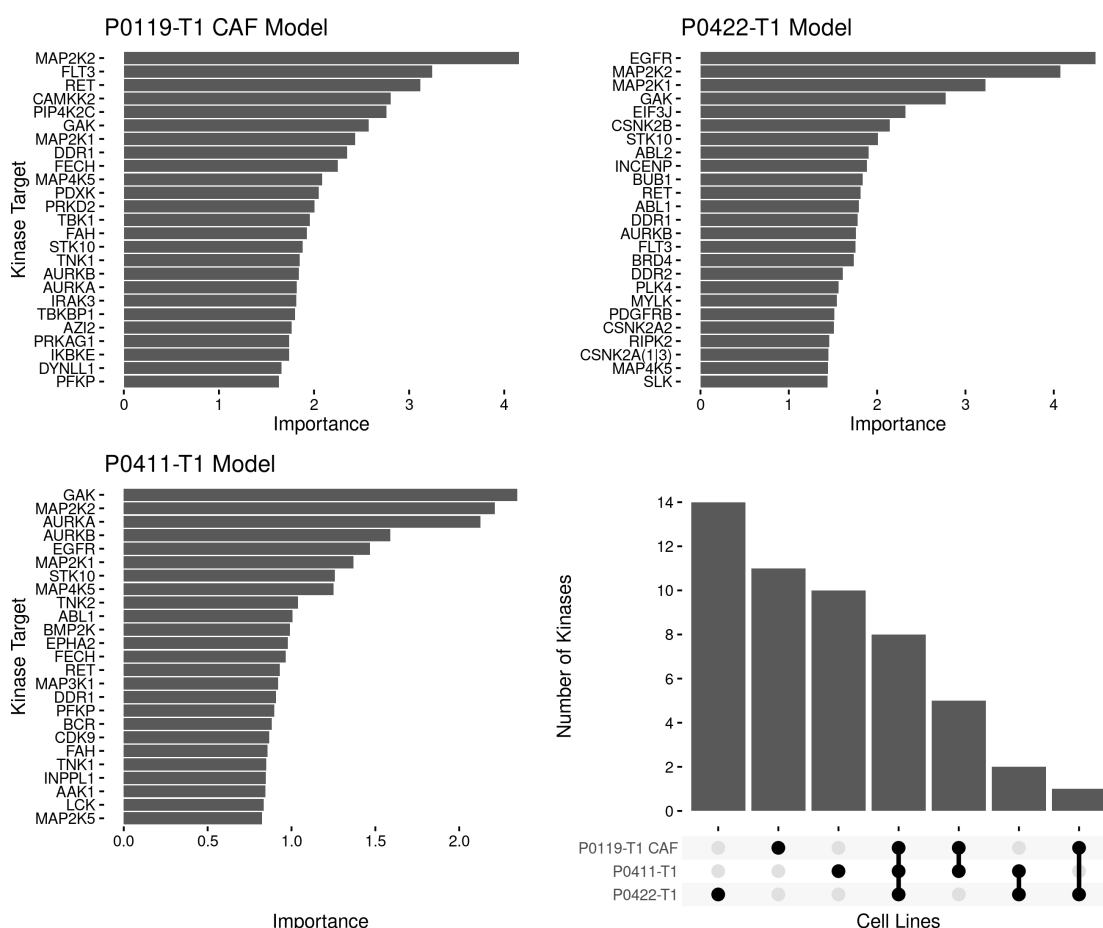 P0119-T1 CAF Model
MAP2K2
FLT3
RET
CAMKK2
PIP4K2C
GAK
MAP2K1
DDR1
FECH
MAP4K5
PDXK
PRKD2
TBK1
FAH
STK10
TNK1
AURKB
AURKA
IRAK3
TBKBP1
AZI2
PRKAG1
IKBKE
DYNLL1
PFKP
Kinase Target
0 1 2 3 4
Importance
P0422-T1 Model
EGFR
MAP2K2
MAP2K1
GAK
EIF3J
CSNK2B
STK10
ABL2
INCENP
BUB1
RET
ABL1
DDR1
AURKB
FLT3
BRD4
DDR2
PLK4
MYLK
PDGFRB
CSNK2A2
RIPK2
CSNK2A(1|3)
MAP4K5
SLK
0 1 2 3 4
Importance
P0411-T1 Model
GAK
MAP2K2
AURKA
AURKB
EGFR
MAP2K1
STK10
MAP4K5
TNK2
ABL1
BMP2K
EPHA2
FECH
RET
MAP3K1
DDR1
PFKP
BCR
CDK9
FAH
TNK1
INPPL1
AAK1
LCK
MAP2K5
Kinase Target
0.0 0.5 1.0 1.5 2.0
Importance
14
12
10
8
6
4
2
0
Number of Kinases
P0119-T1 CAF
P0411-T1
P0422-T1
Cell Lines